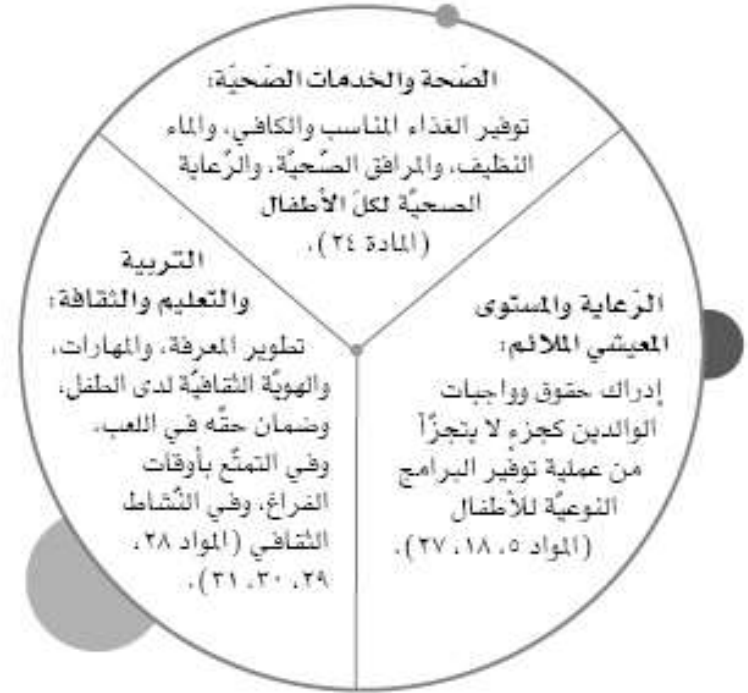 الصّحة والخدمات الصّحيّة:
توفير الغذاء المناسب والكافي، والماء
النظيف، والمرافق الصّحيّة، والرّعاية
الصحيّة لكلّ الأطفال
(المادة ٢٤).
الرّعاية والمستوى
المعيشي الملائم:
إدراك حقوق وواجبات
الوالدين كجزءٍ لا يتجزّأ
من عملية توفير البرامج
النوعيّة للأطفال
(المواد ٥، ١٨، ٢٧).
التربية
والتعليم والثقافة:
تطوير المعرفة، والمهارات،
والهويّة الثقافيّة لدى الطفل،
وضمان حقّه في اللعب،
وفي التمتّع بأوقات
الفراغ، وفي النّشاط
الثقافي (المواد ٢٨،
٢٩، ٣٠، ٣١).